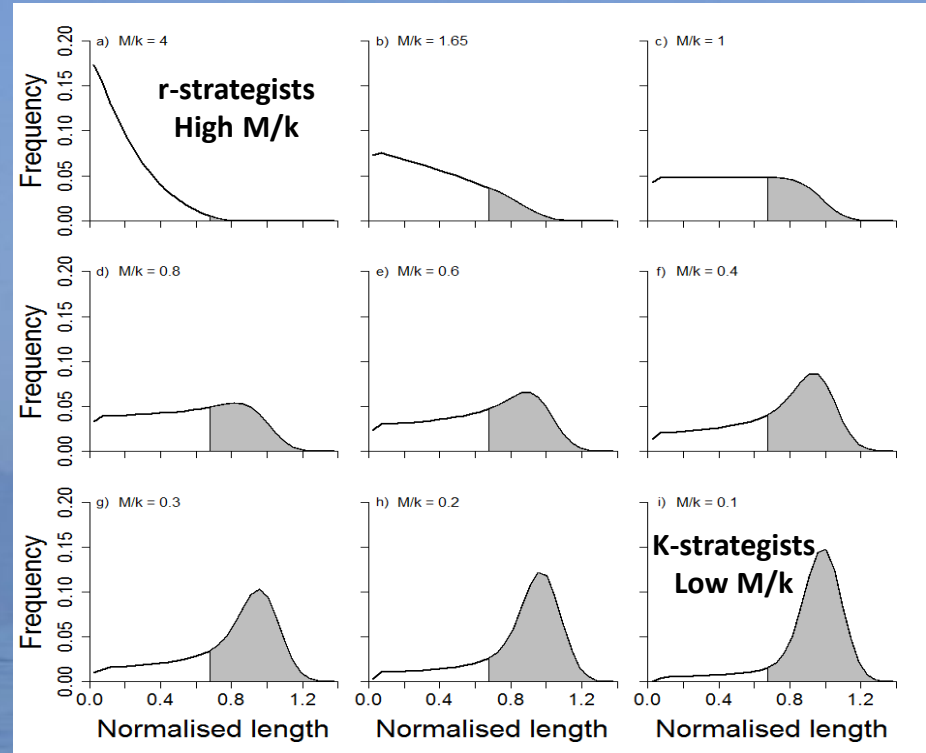 a) M/k = 4
r-strategists
High M/k
b) M/k = 1.65
c) M/k = 1
Frequency
0.00 0.05 0.10 0.15 0.20
d) M/k = 0.8
e) M/k = 0.6
f) M/k = 0.4
Frequency
0.00 0.05 0.10 0.15 0.20
g) M/k = 0.3
h) M/k = 0.2
i) M/k = 0.1
K-strategists
Low M/k
Frequency
0.00 0.05 0.10 0.15 0.20
0.0 0.4 0.8 1.2
0.0 0.4 0.8 1.2
0.0 0.4 0.8 1.2
Normalised length
Normalised length
Normalised length